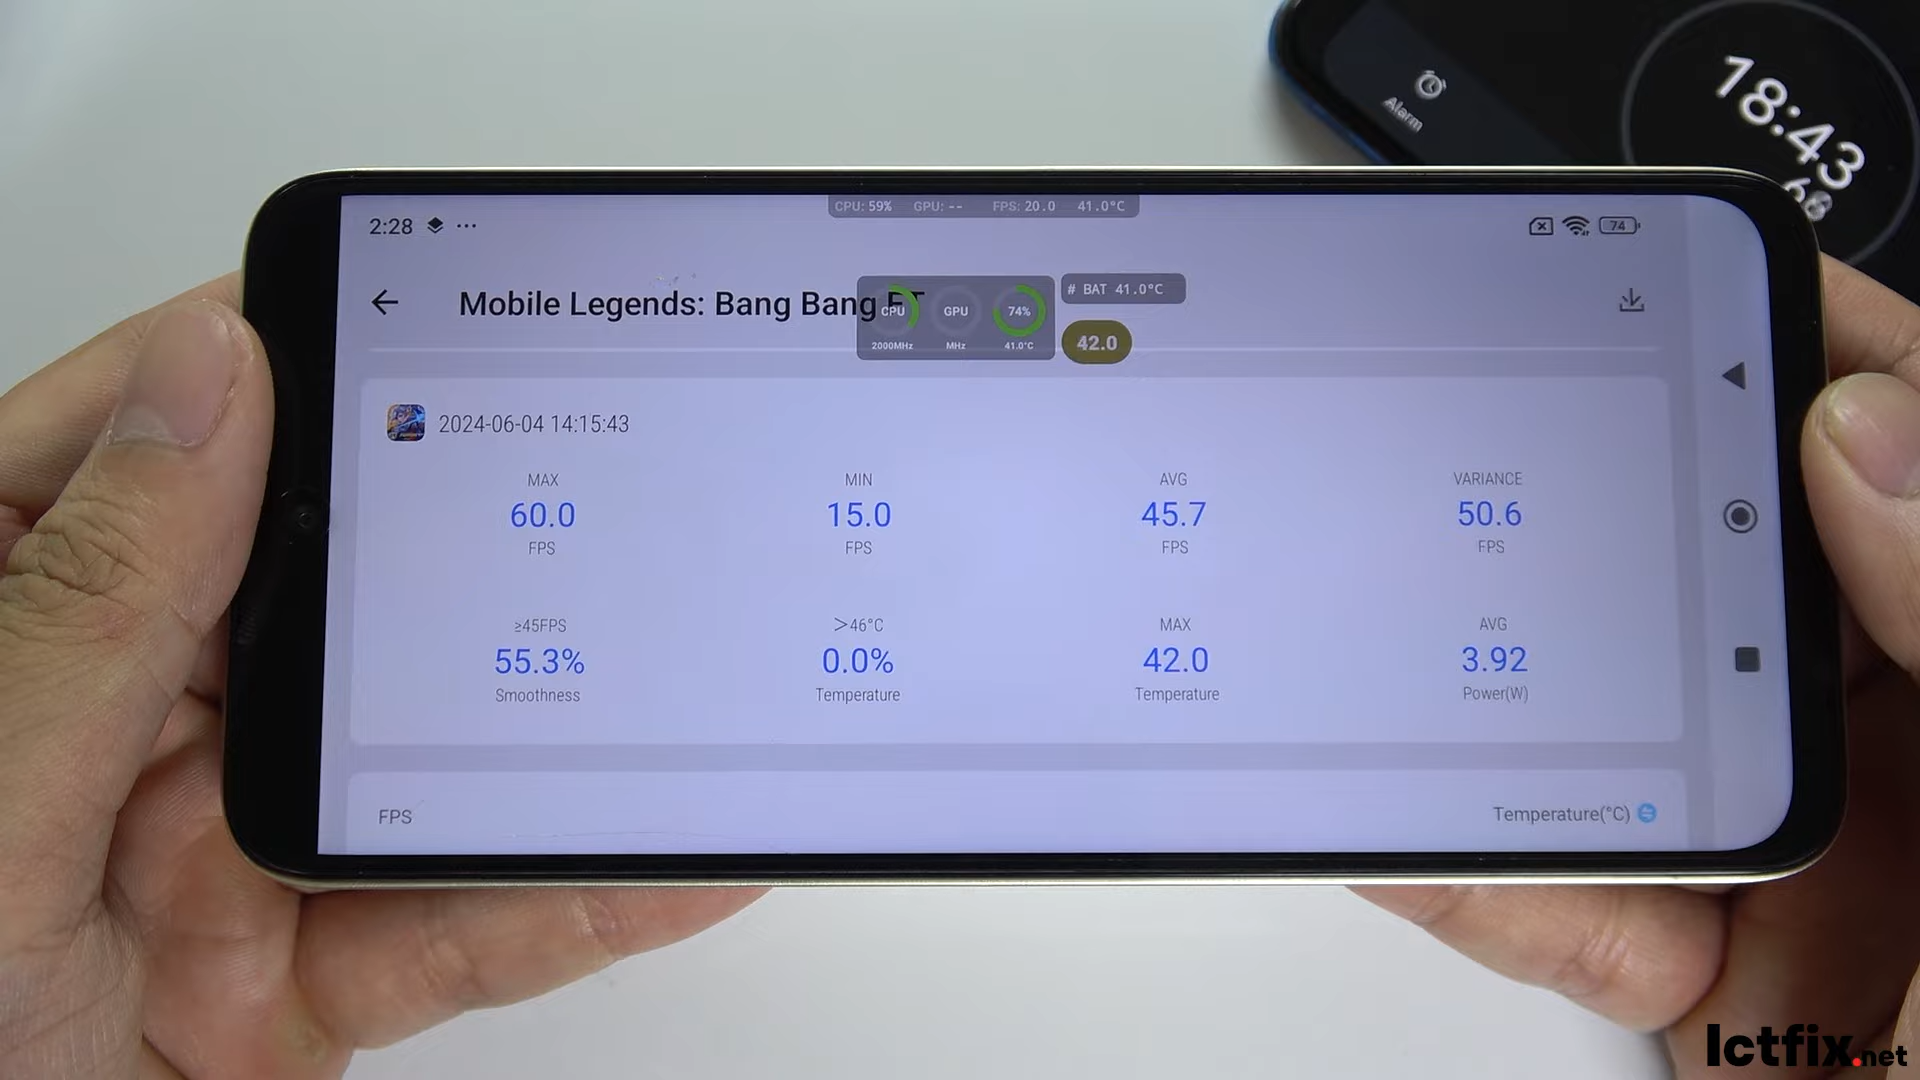 Alarm
18:43
68
CPU: 59% GPU: -- FPS: 20.0 41.0°C
2:28 ··· 74
Mobile Legends: Bang Bang
CPU GPU 74%
2000MHz MHz 41.0°C
# BAT 41.0°C
42.0
2024-06-04 14:15:43
MAX MIN AVG VARIANCE
60.0 15.0 45.7 50.6
FPS FPS FPS FPS
≥45FPS >46°C MAX AVG
55.3% 0.0% 42.0 3.92
Smoothness Temperature Temperature Power(W)
FPS Temperature(°C)
Ictfix.net